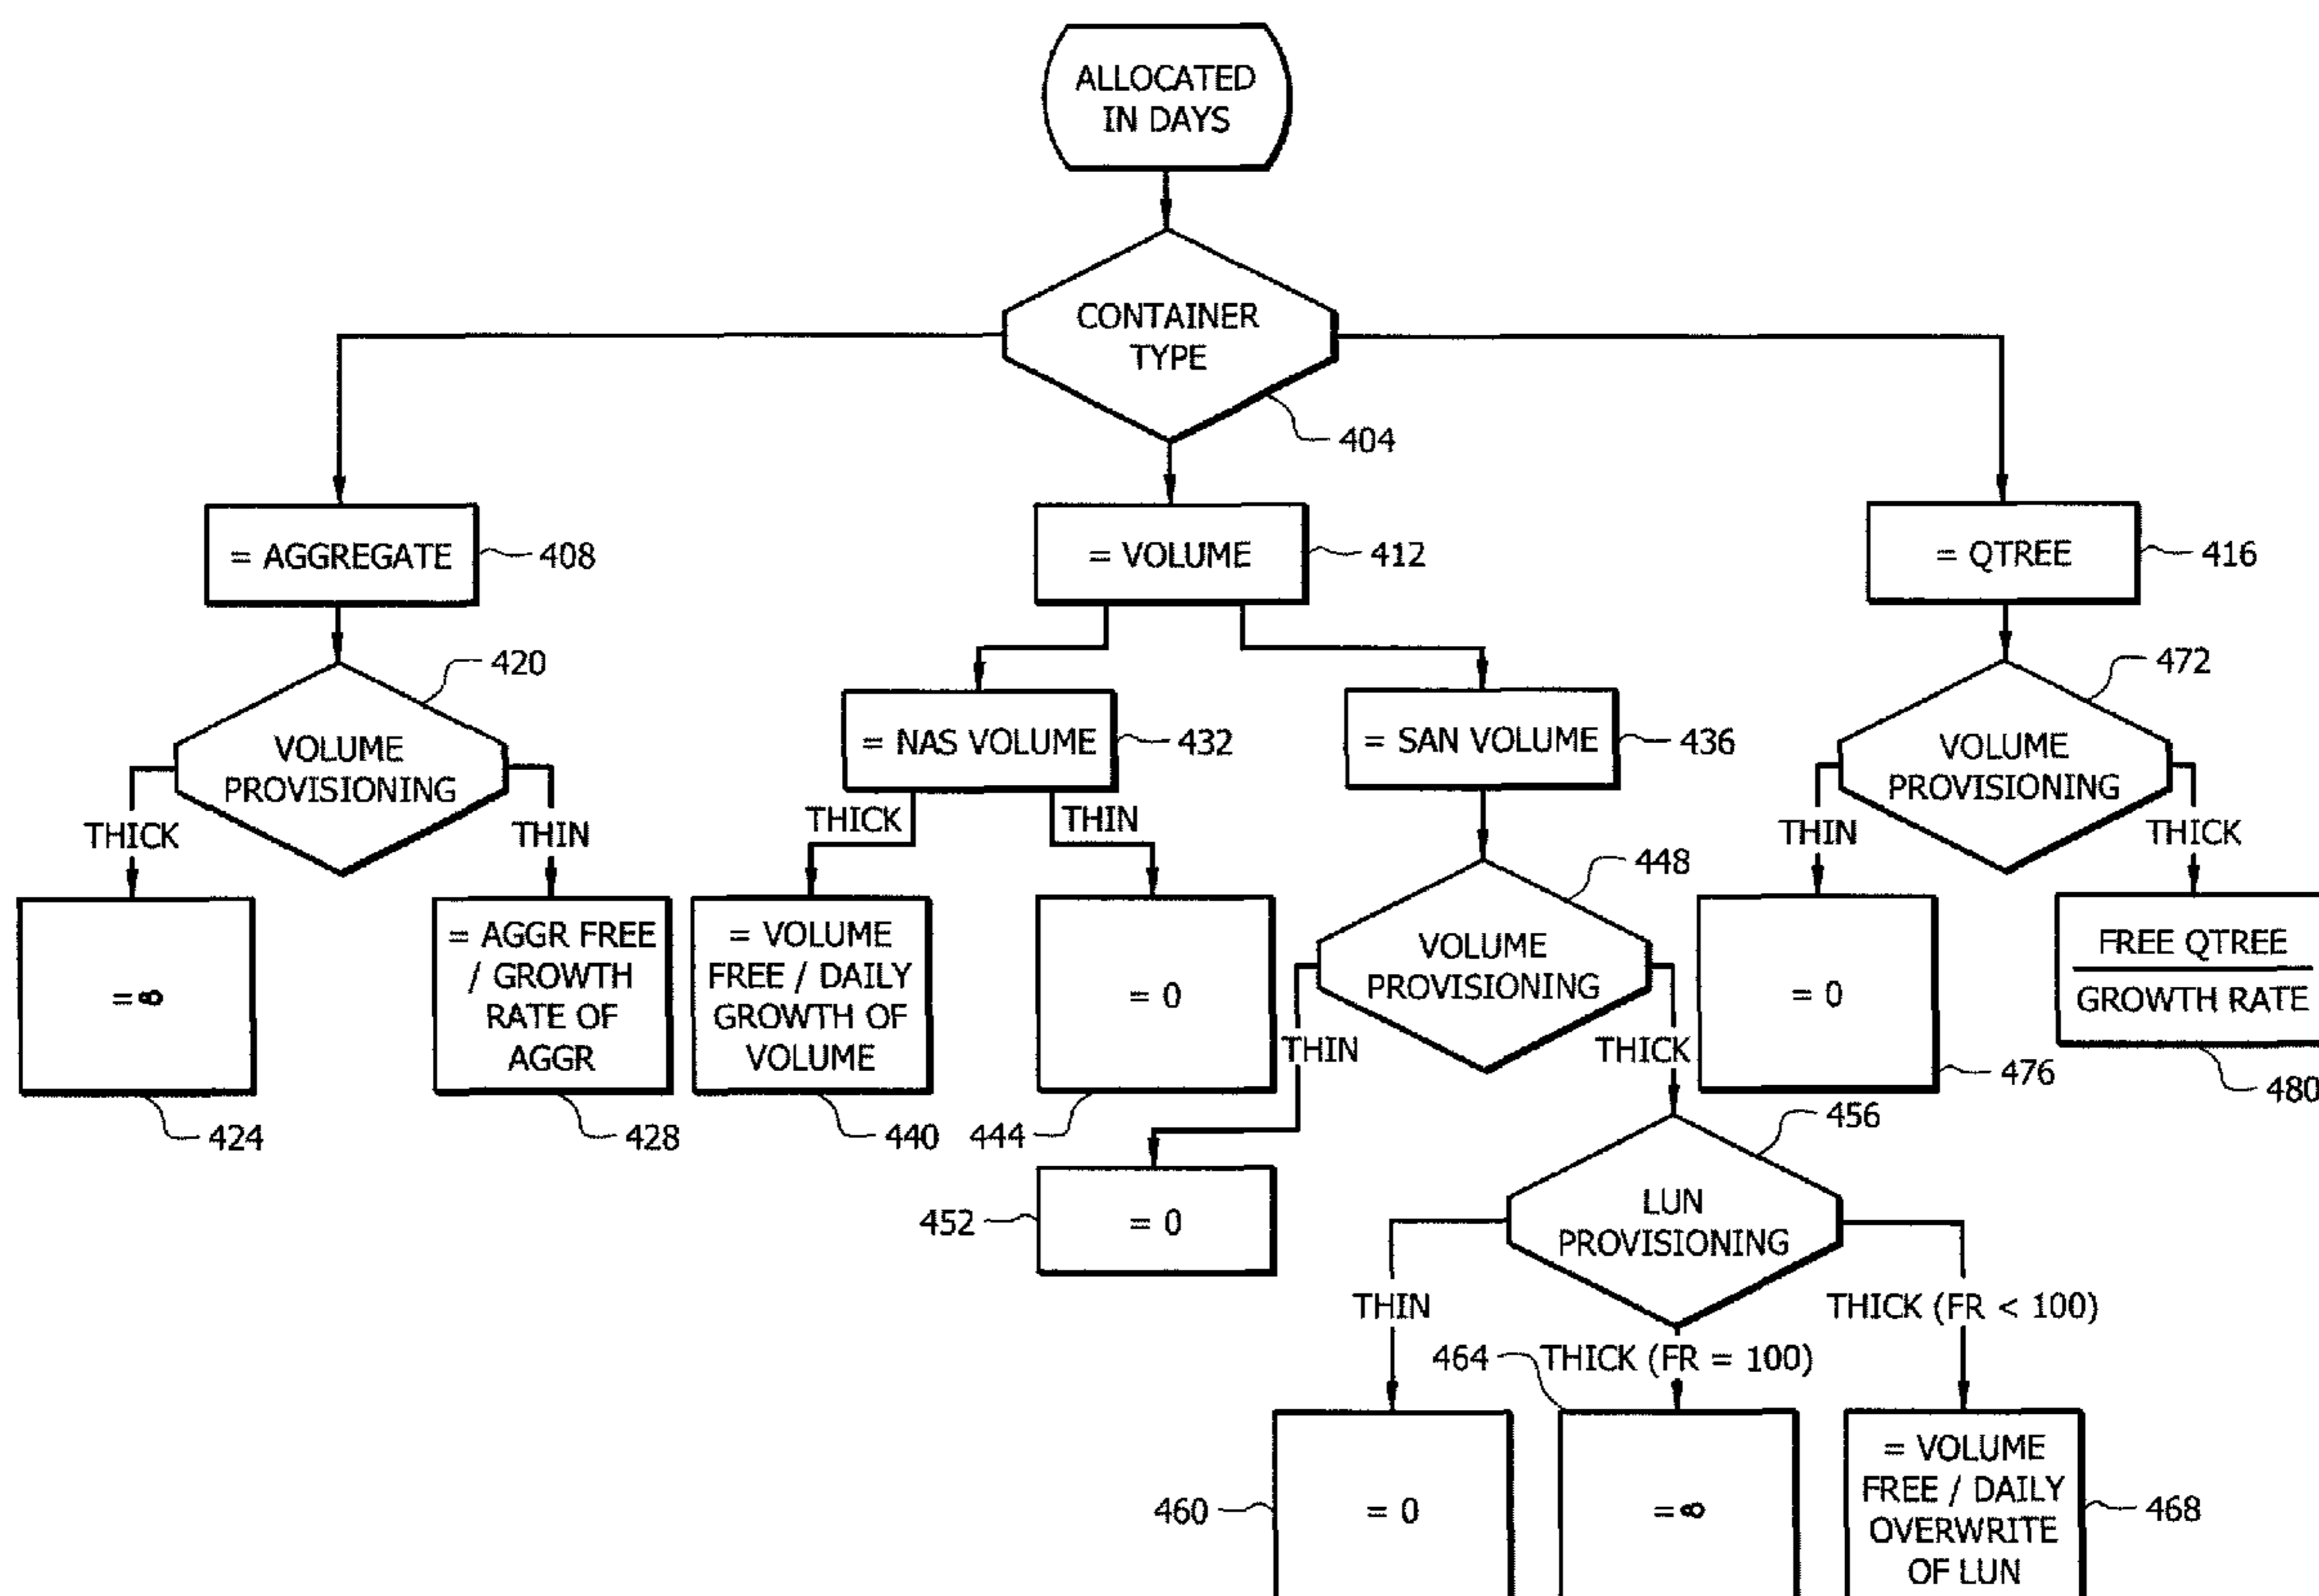 ALLOCATED
IN DAYS
CONTAINER
TYPE
404
= AGGREGATE
408
= VOLUME
412
= QTREE
416
420
VOLUME
PROVISIONING
THICK
THIN
= ∞
424
= AGGR FREE
/ GROWTH
RATE OF
AGGR
428
= NAS VOLUME
432
THICK
THIN
= VOLUME
FREE / DAILY
GROWTH OF
VOLUME
440
= 0
444
= SAN VOLUME
436
448
VOLUME
PROVISIONING
THIN
THICK
452
= 0
456
LUN
PROVISIONING
THIN
464
THICK (FR = 100)
THICK (FR < 100)
460
= 0
= ∞
= VOLUME
FREE / DAILY
OVERWRITE
OF LUN
468
472
VOLUME
PROVISIONING
THIN
THICK
= 0
476
FREE QTREE
GROWTH RATE
480